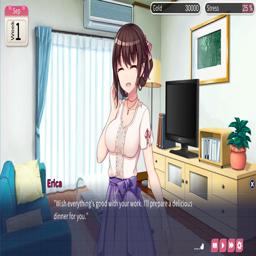 Sep
Week 1
Gold 30000 Stress 25 %
Erica
"Wish everything's good with your work. I'll prepare a delicious
dinner for you."